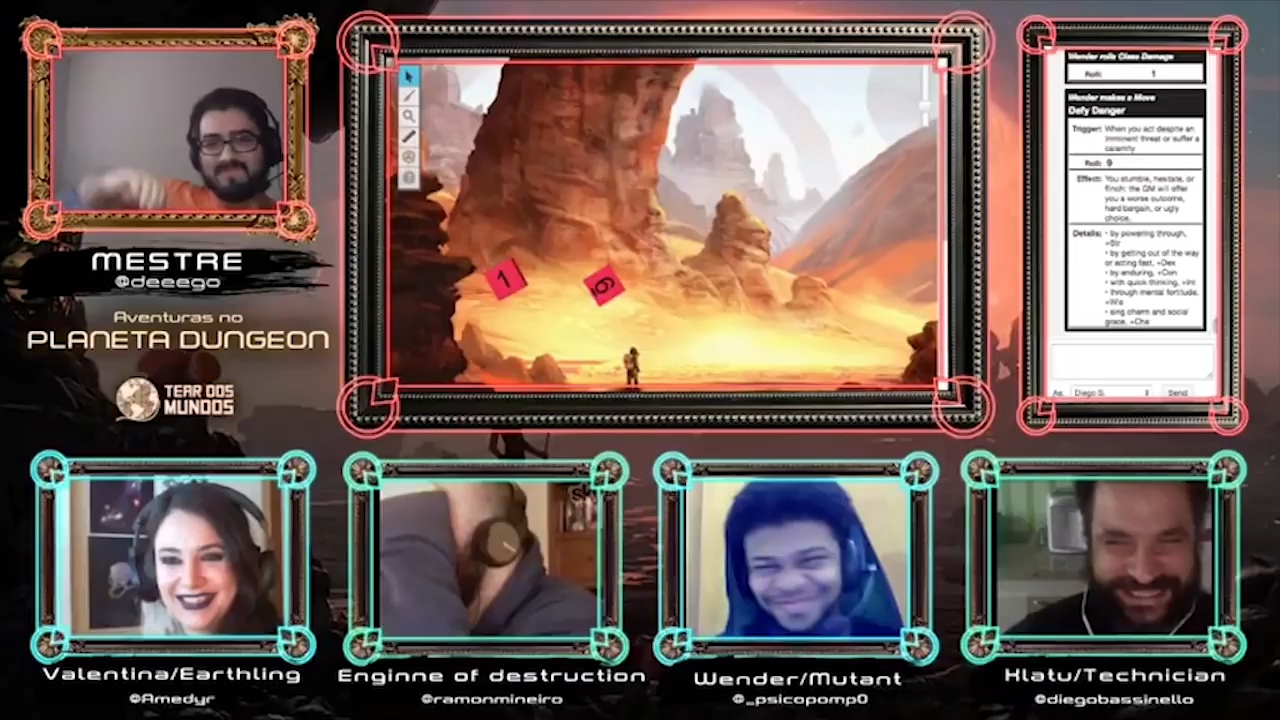 MESTRE
@deeego
Aventuras no
PLANETA DUNGEON
TEAR DOS
MUNDOS
1
6
Wender rolls Class Damage
Roll: 1
Wender makes a Move
Defy Danger
Trigger: When you act despite an
imminent threat or suffer a
calamity
Roll: 9
Effect: You stumble, hesitate, or
flinch: the GM will offer
you a worse outcome,
hard bargain, or ugly
choice.
Details: • by powering through,
+Str
• by getting out of the way
or acting fast, +Dex
• by enduring, +Con
• with quick thinking, +Int
• through mental fortitude,
+Wis
• sing charm and social
grace, +Cha
As: Diego S. Send
Valentina/Earthling
@Amedyr
Enginne of destruction
@ramonmineiro
Wender/Mutant
@_psicopomp0
Klatu/Technician
@diegobassinello